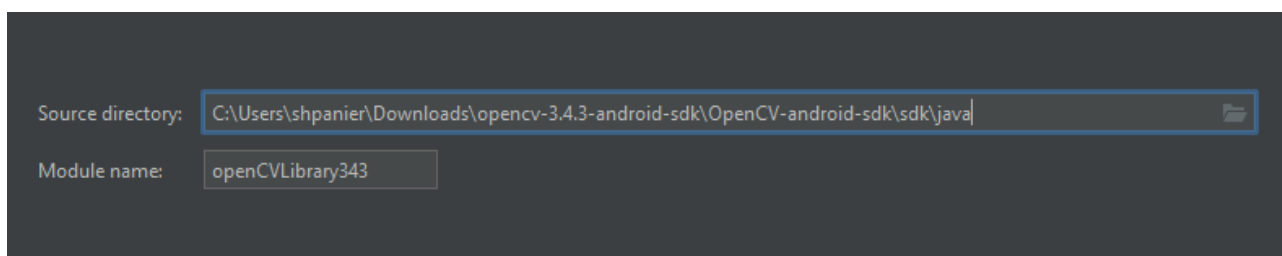 Source directory: C:\Users\shpanier\Downloads\opencv-3.4.3-android-sdk\OpenCV-android-sdk\sdk\java
Module name: openCVLibrary343